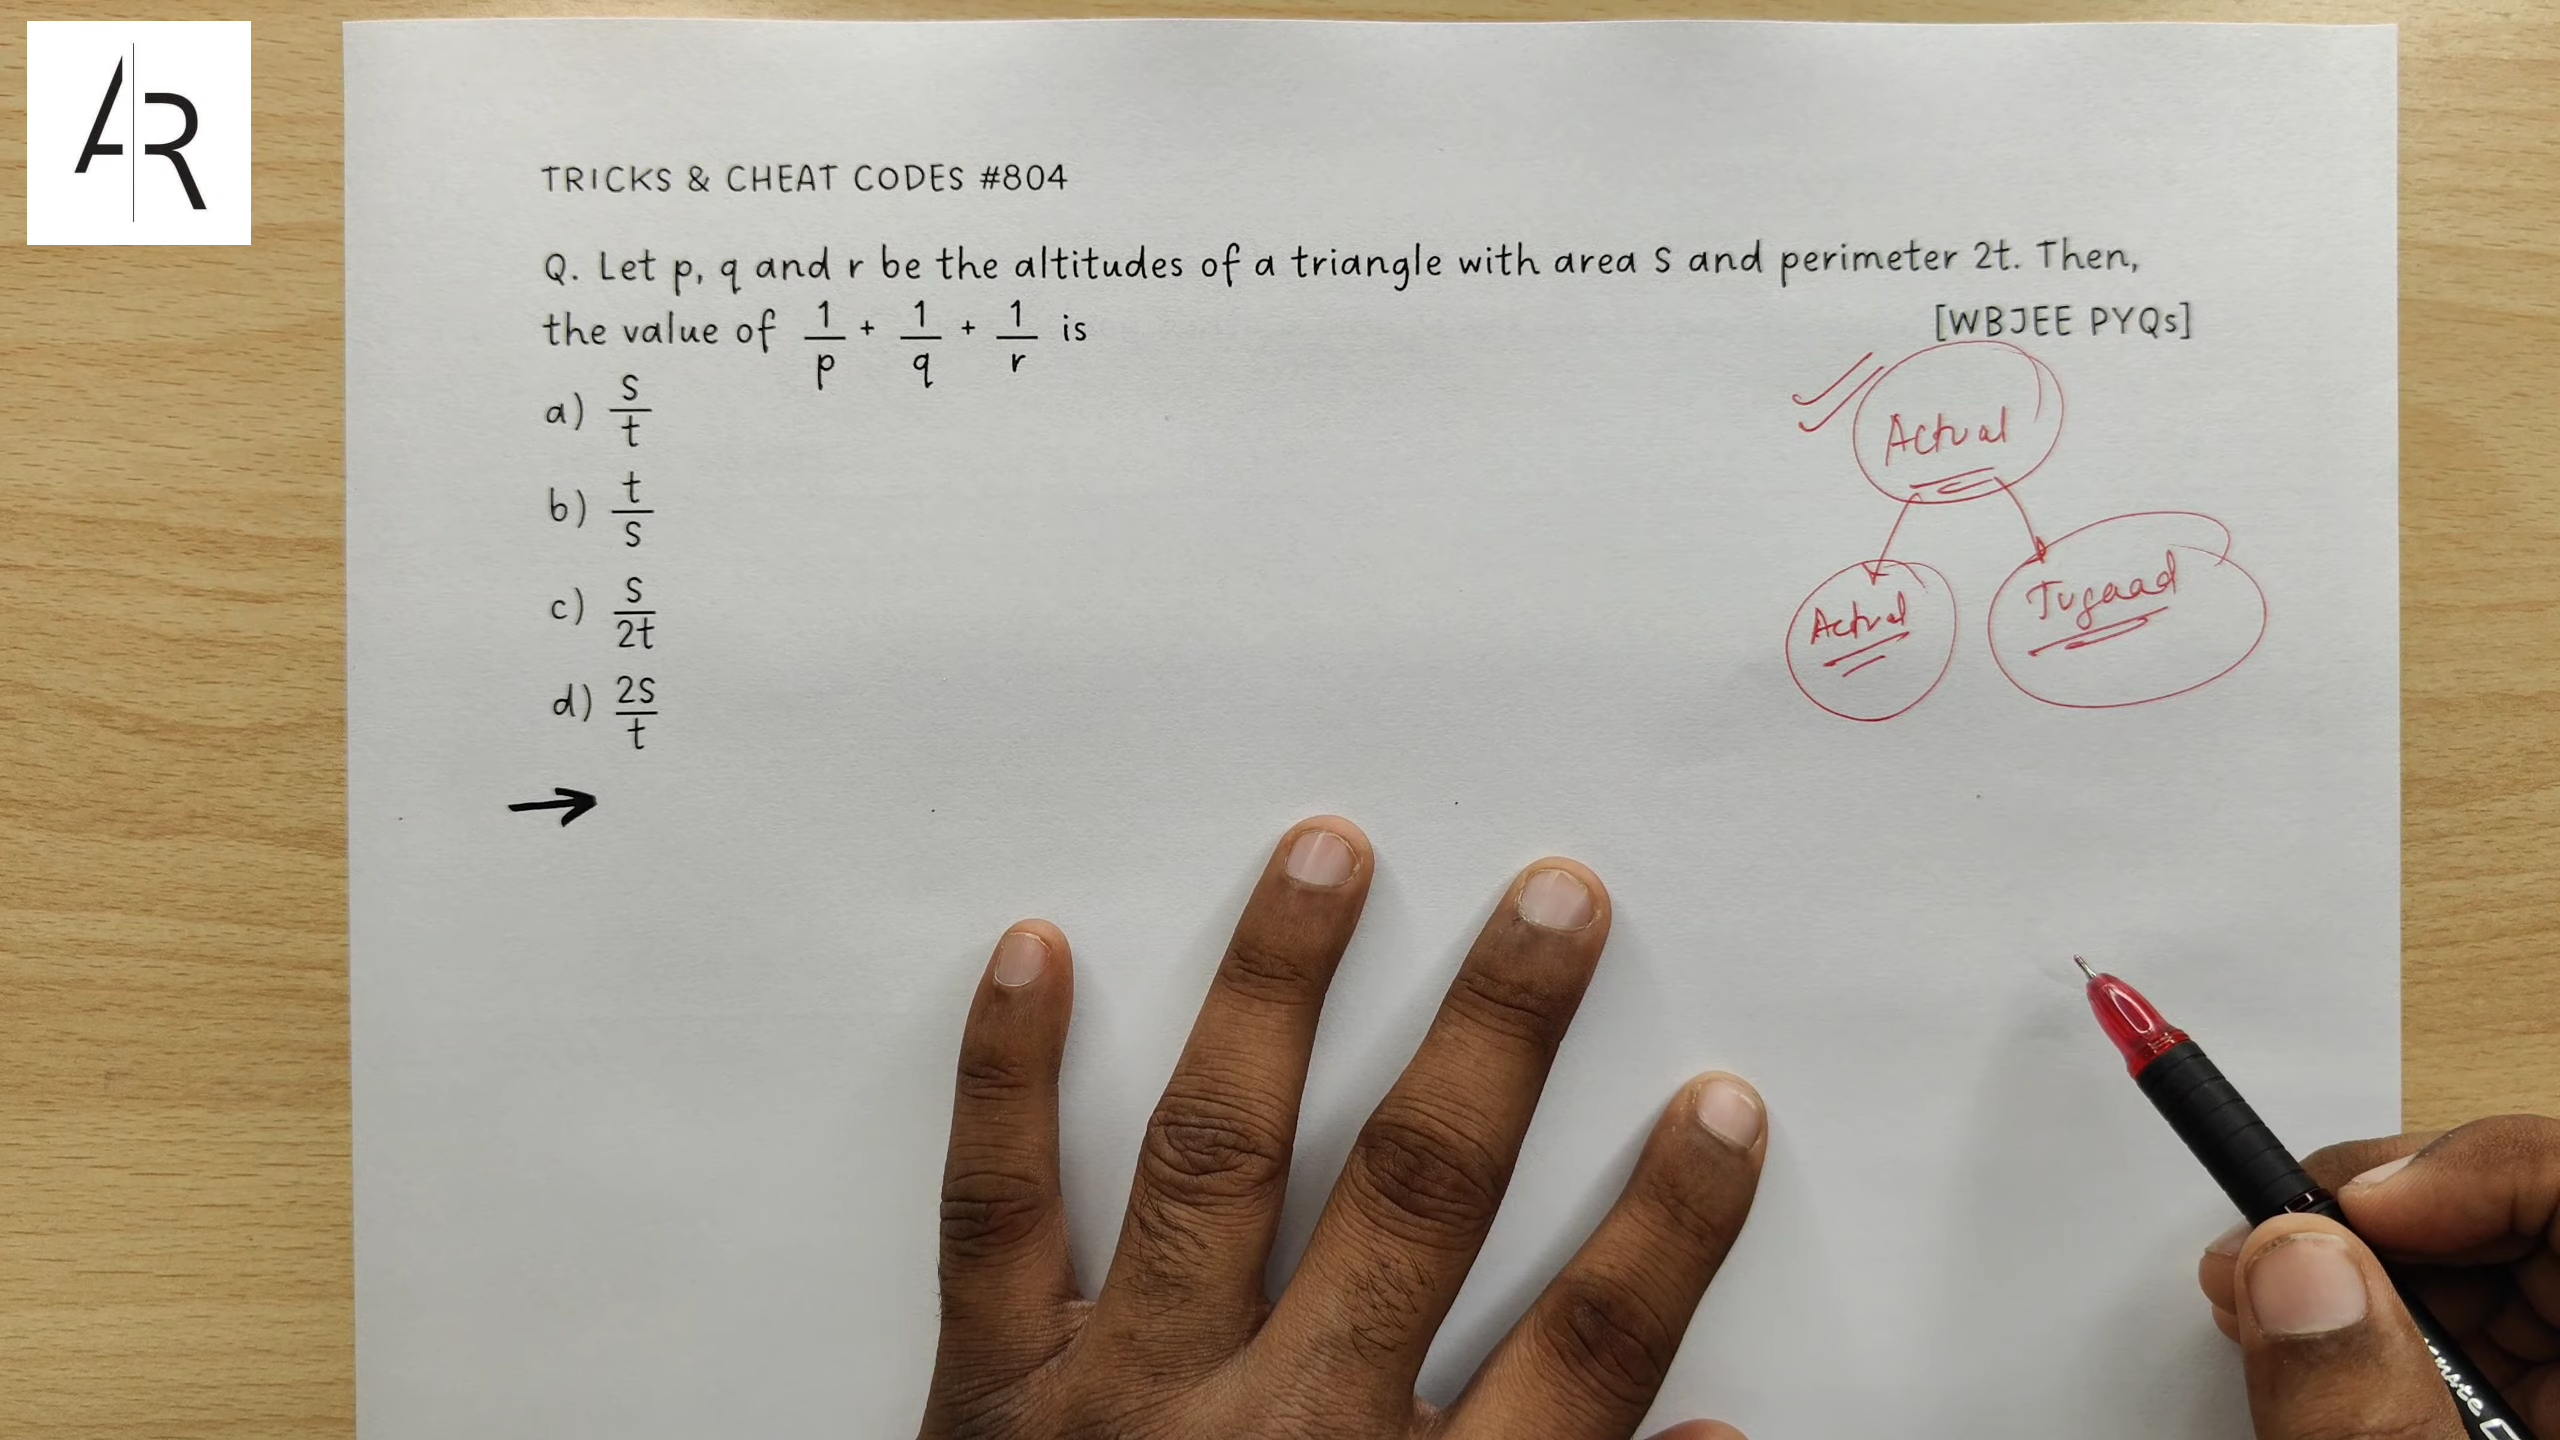 AR
TRICKS & CHEAT CODES #804
Q. Let p, q and r be the altitudes of a triangle with area S and perimeter 2t. Then,
the value of 1/p + 1/q + 1/r is
[WBJEE PYQs]
a) S/t
b) t/S
c) S/2t
d) 2S/t
Actual
Actual
Jugaad